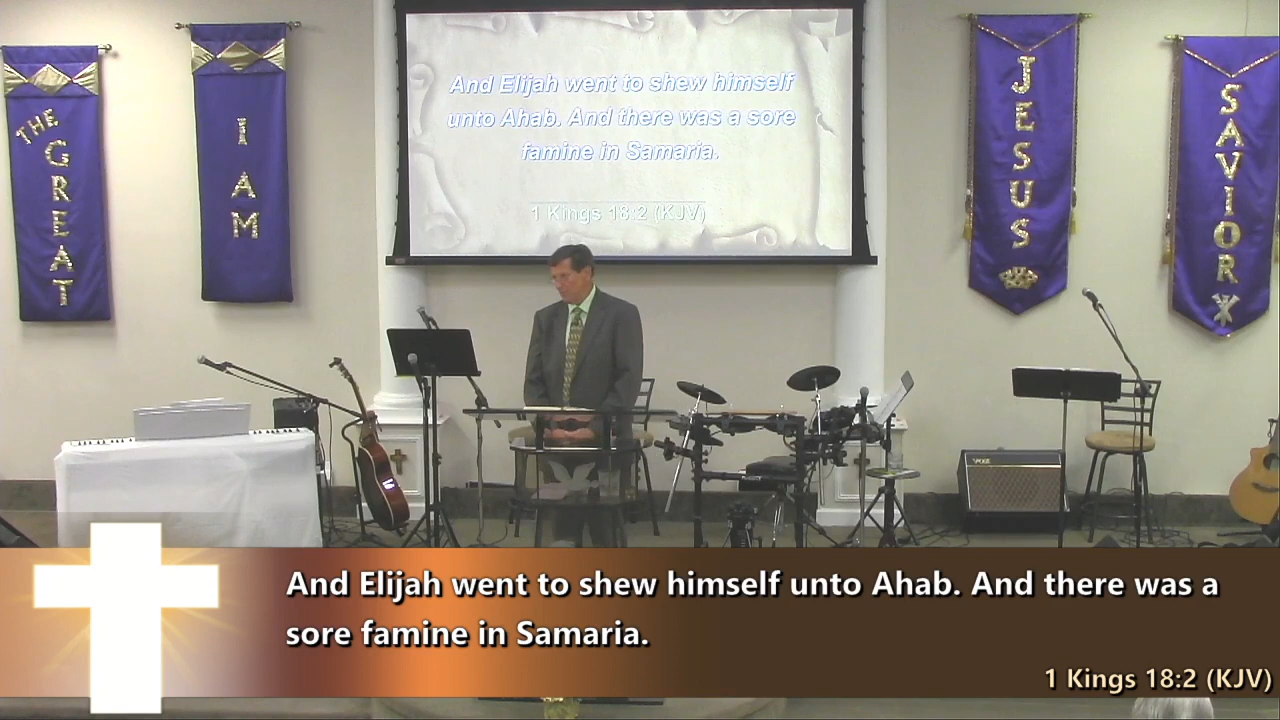 THE
GREAT
I
AM
And Elijah went to shew himself
unto Ahab. And there was a sore
famine in Samaria.
1 Kings 18:2 (KJV)
JESUS
SAVIOR
VOX
And Elijah went to shew himself unto Ahab. And there was a
sore famine in Samaria.
1 Kings 18:2 (KJV)